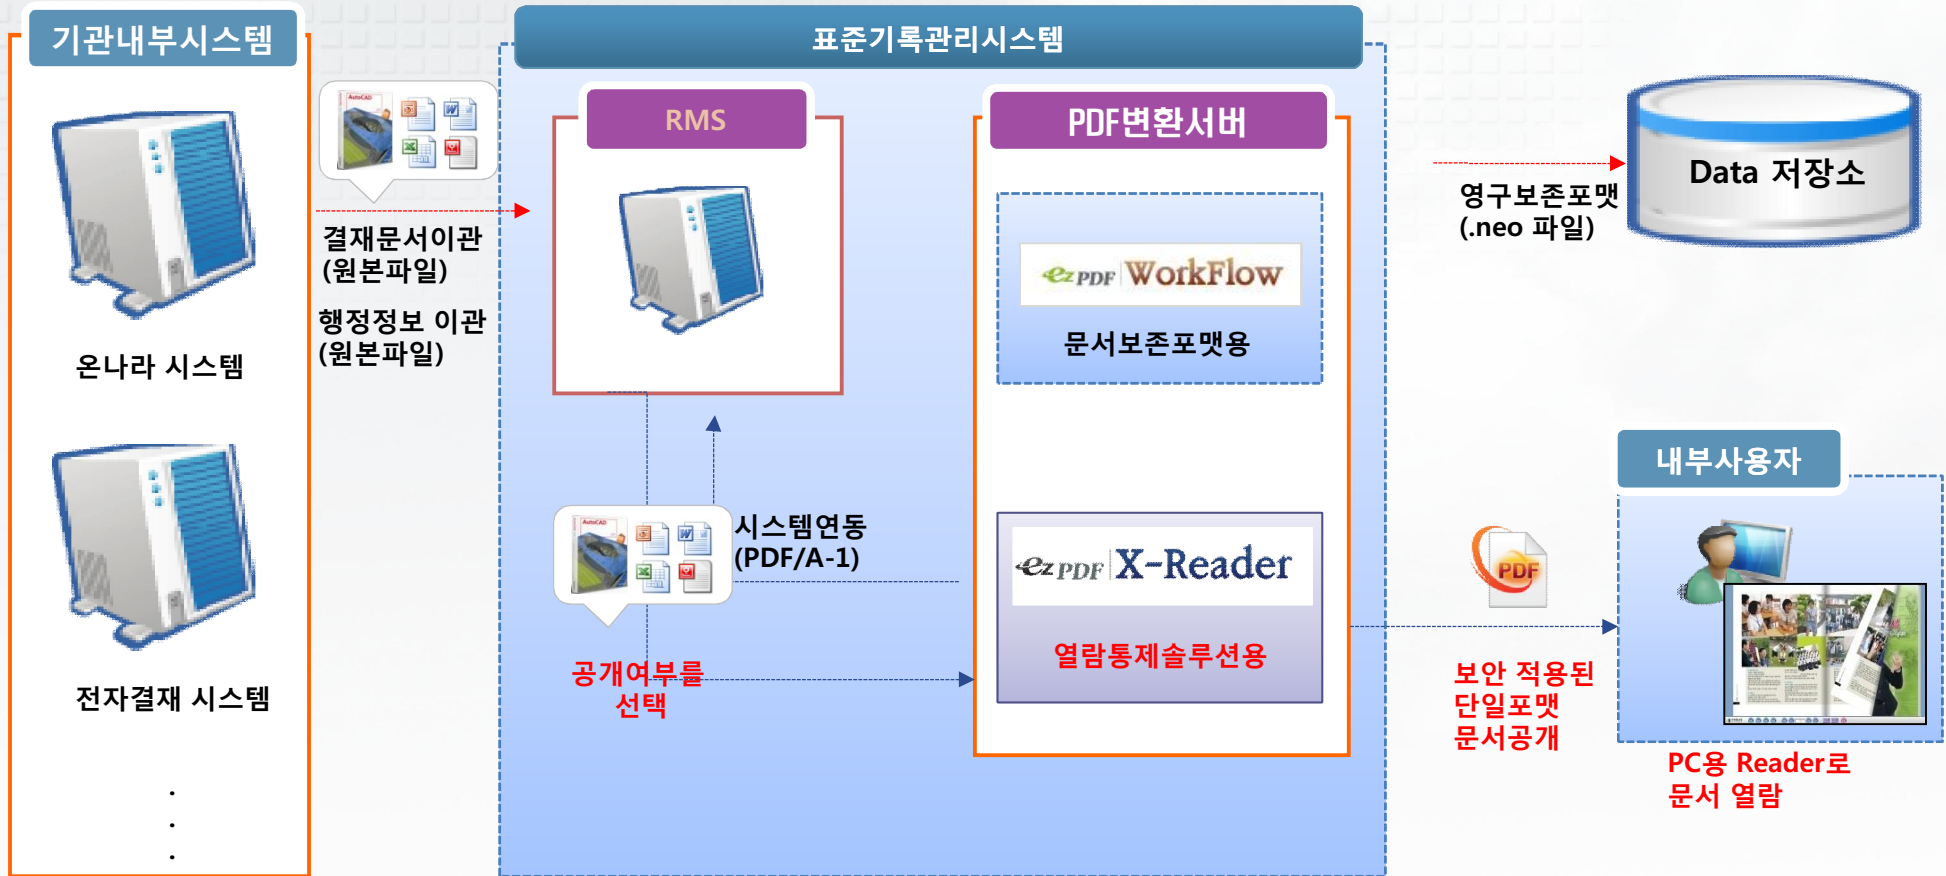 기관내부시스템
온나라 시스템
전자결재 시스템
.
.
.
AutoCAD
결재문서이관
(원본파일)
행정정보 이관
(원본파일)
표준기록관리시스템
RMS
AutoCAD
시스템연동
(PDF/A-1)
공개여부를
선택
PDF변환서버
ez PDF WorkFlow
문서보존포맷용
ez PDF X-Reader
열람통제솔루션용
영구보존포맷
(.neo 파일)
Data 저장소
PDF
보안 적용된
단일포맷
문서공개
내부사용자
PC용 Reader로
문서 열람